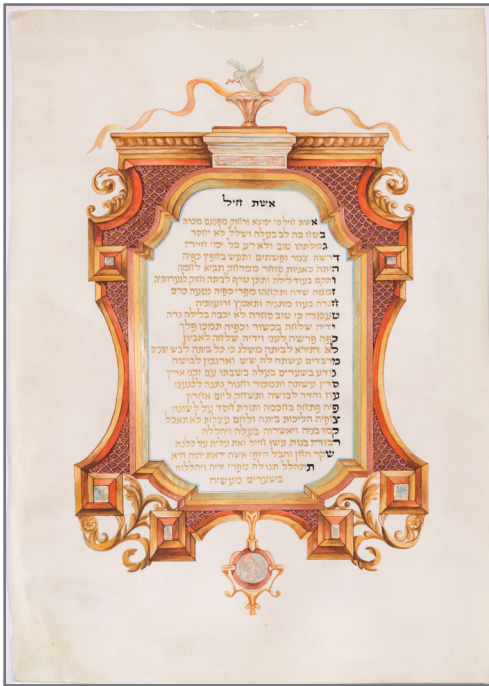 אשת חיל
אשת חיל מי ימצא ורחוק מפנינים מכרה
בטח בה לב בעלה ושלל לא יחסר
גמלתהו טוב ולא רע כל ימי חייה
דרשה צמר ופשתים ותעש בחפץ כפיה
היתה כאניות סוחר ממרחק תביא לחמה
ותקם בעוד לילה ותתן טרף לביתה וחוק לנערותיה
זממה שדה ותקחהו מפרי כפיה נטעה כרם
חגרה בעוז מתניה ותאמץ זרועותיה
טעמה כי טוב סחרה לא יכבה בלילה נרה
ידיה שלחה בכשור וכפיה תמכו פלך
כפה פרשה לעני וידיה שלחה לאביון
לא תירא לביתה משלג כי כל ביתה לבש שנים
מרבדים עשתה לה שש וארגמן לבושה
נודע בשערים בעלה בשבתו עם זקני ארץ
סדין עשתה ותמכור וחגור נתנה לכנעני
עוז והדר לבושה ותשחק ליום אחרון
פיה פתחה בחכמה ותורת חסד על לשונה
צופיה הליכות ביתה ולחם עצלות לא תאכל
קמו בניה ויאשרוה בעלה ויהללה
רבות בנות עשו חיל ואת עלית על כלנה
שקר החן והבל היופי אשה יראת יהוה היא
תתהלל תנו לה מפרי ידיה ויהללוה
בשערים מעשיה